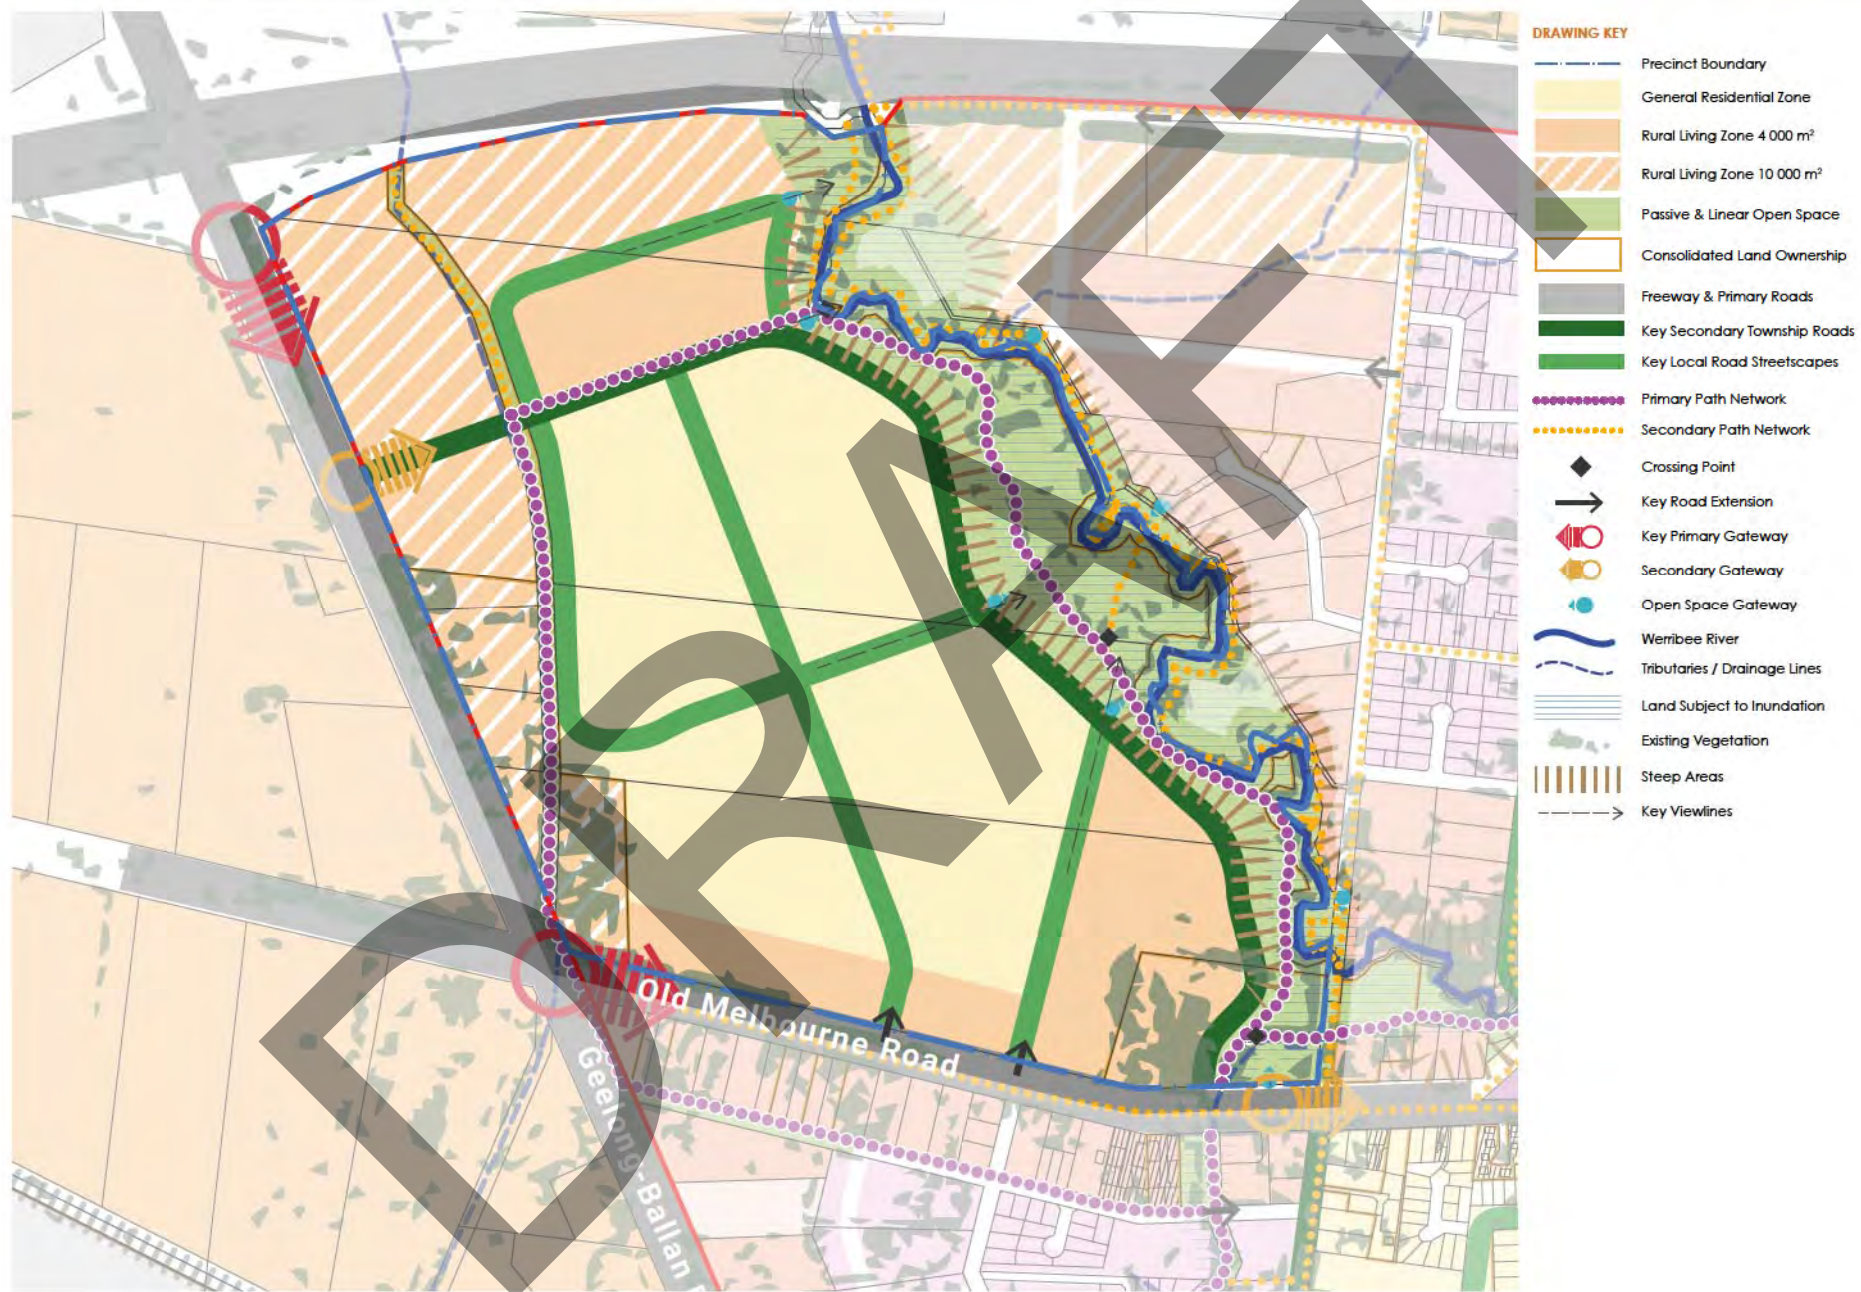 DRAWING KEY
Precinct Boundary
General Residential Zone
Rural Living Zone 4 000 m²
Rural Living Zone 10 000 m²
Passive & Linear Open Space
Consolidated Land Ownership
Freeway & Primary Roads
Key Secondary Township Roads
Key Local Road Streetscapes
Primary Path Network
Secondary Path Network
Crossing Point
Key Road Extension
Key Primary Gateway
Secondary Gateway
Open Space Gateway
Werribee River
Tributaries / Drainage Lines
Land Subject to Inundation
Existing Vegetation
Steep Areas
Key Viewlines
Old Melbourne Road
Geelong-Ballan
DRAFT